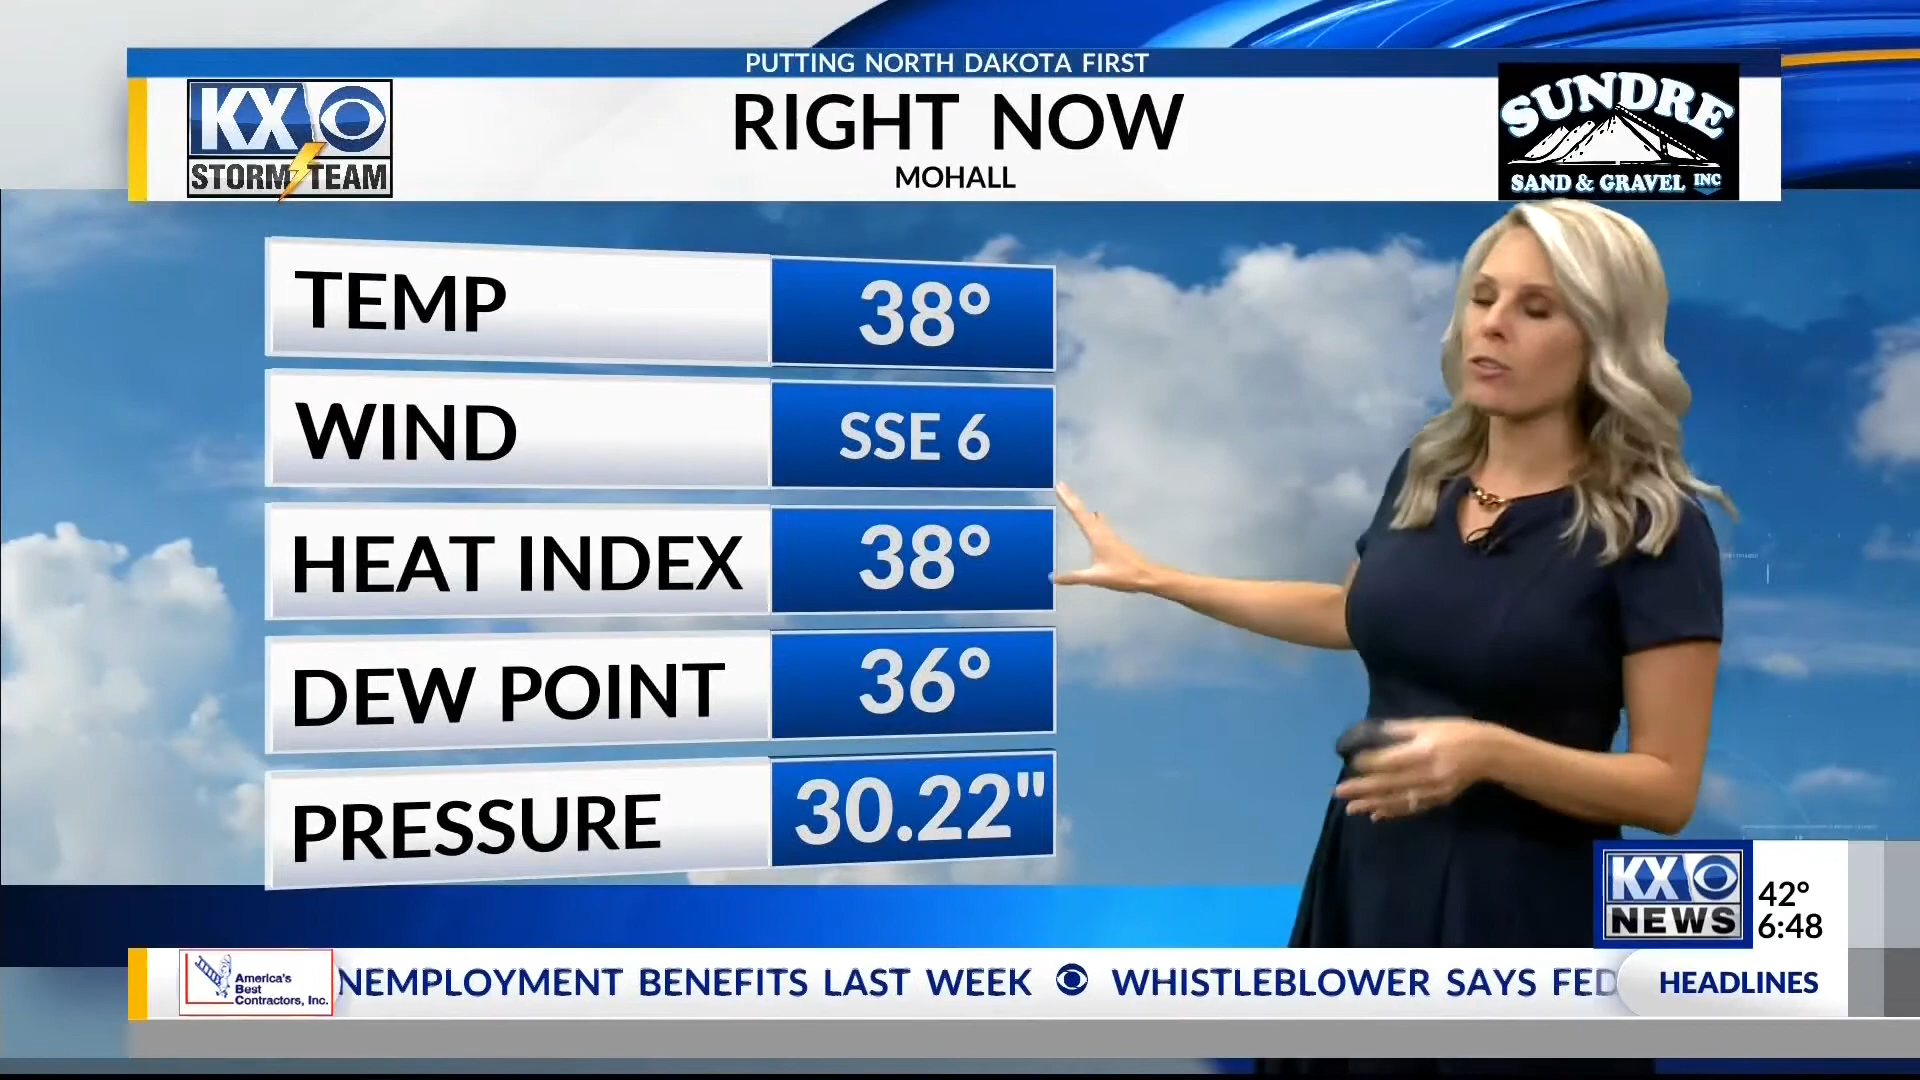 PUTTING NORTH DAKOTA FIRST
KX
STORM TEAM
RIGHT NOW
MOHALL
SUNDRE
SAND & GRAVEL INC
TEMP 38°
WIND SSE 6
HEAT INDEX 38°
DEW POINT 36°
PRESSURE 30.22"
KX
NEWS
42°
6:48
America's
Best
Contractors, Inc.
NEMPLOYMENT BENEFITS LAST WEEK WHISTLEBLOWER SAYS FED
HEADLINES